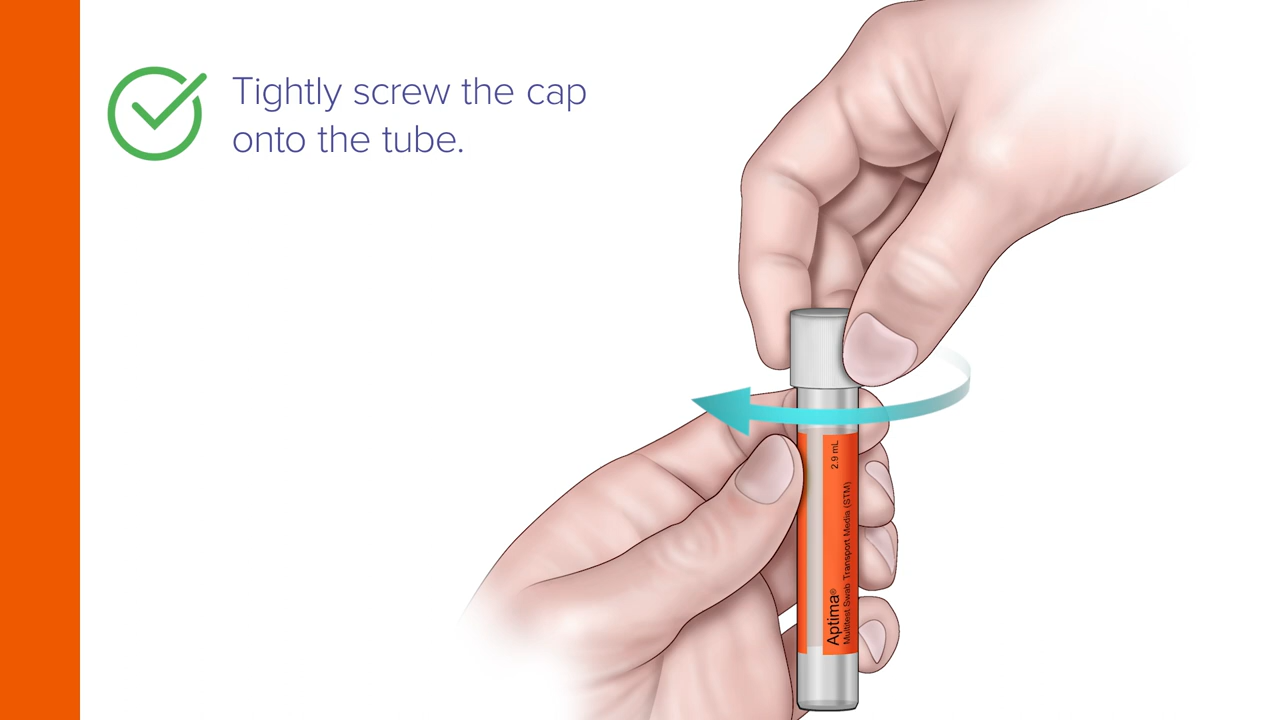 Tightly screw the cap
onto the tube.
Aptima®
Multitest Swab Transport Media (STM)
2.9 mL